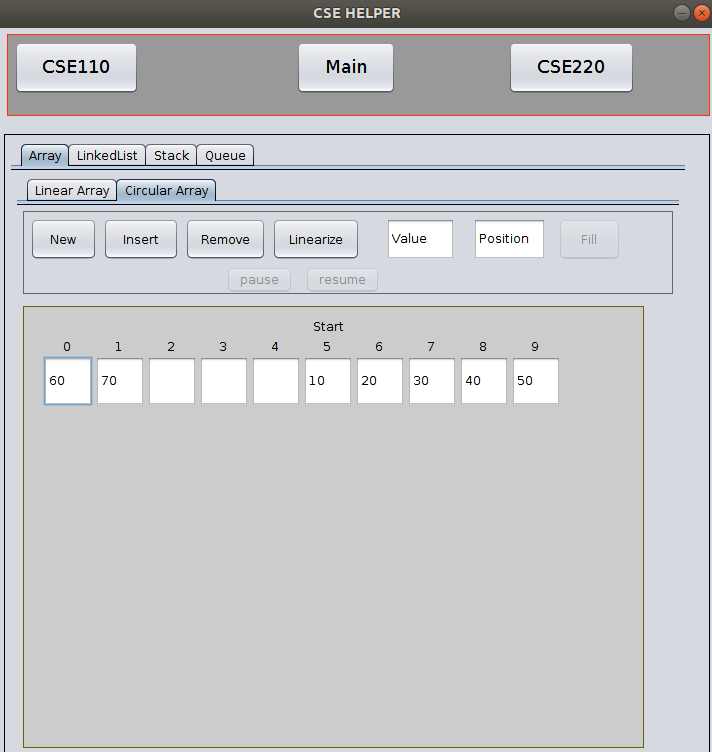 CSE HELPER
CSE110 Main CSE220
Array LinkedList Stack Queue
Linear Array Circular Array
New Insert Remove Linearize Value Position Fill
pause resume
Start
0 1 2 3 4 5 6 7 8 9
60 70 10 20 30 40 50